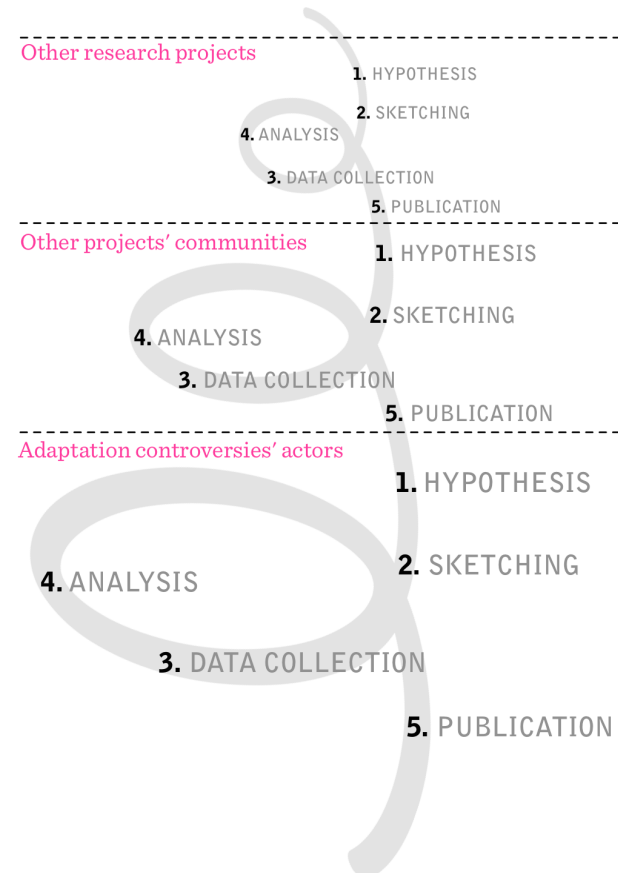 Other research projects
1. HYPOTHESIS
2. SKETCHING
4. ANALYSIS
3. DATA COLLECTION
5. PUBLICATION
Other projects' communities
1. HYPOTHESIS
2. SKETCHING
4. ANALYSIS
3. DATA COLLECTION
5. PUBLICATION
Adaptation controversies' actors
1. HYPOTHESIS
2. SKETCHING
4. ANALYSIS
3. DATA COLLECTION
5. PUBLICATION